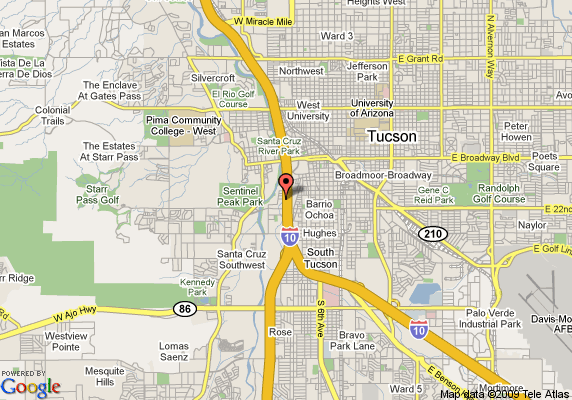 Heights West
an Marcos
Estates
W Miracle Mile
Ward 3
N Alvernon Way
E Grant Rd
ista De La
erra De Dios
Silvercroft
Northwest
Jefferson
Park
The Enclave
At Gates Pass
El Rio Golf
Course
West
University
University
of Arizona
Avo
Colonial
Trails
Pima Community
College - West
Tucson
Peter
Howen
Santa Cruz
River Park
The Estates
At Starr Pass
E Broadway Blvd
Poets
Square
Broadmoor-Broadway
Starr
Pass Golf
Sentinel
Peak Park
Gene C
Reid Park
Randolph
Golf Course
Barrio
Ochoa
E 22nd
Naylor
Hughes
210
10
E Golf Lin
Santa Cruz
Southwest
South
Tucson
rr Ridge
Kennedy
Park
Davis-Mo
AFB
W Ajo Hwy
86
S 6th Ave
Palo Verde
Industrial Park
Westview
Pointe
Rose
10
Bravo
Park Lane
Lomas
Saenz
Mesquite
Hills
E Benson
Ward 5
Mortimore
POWERED BY
Google
Map data ©2009 Tele Atlas